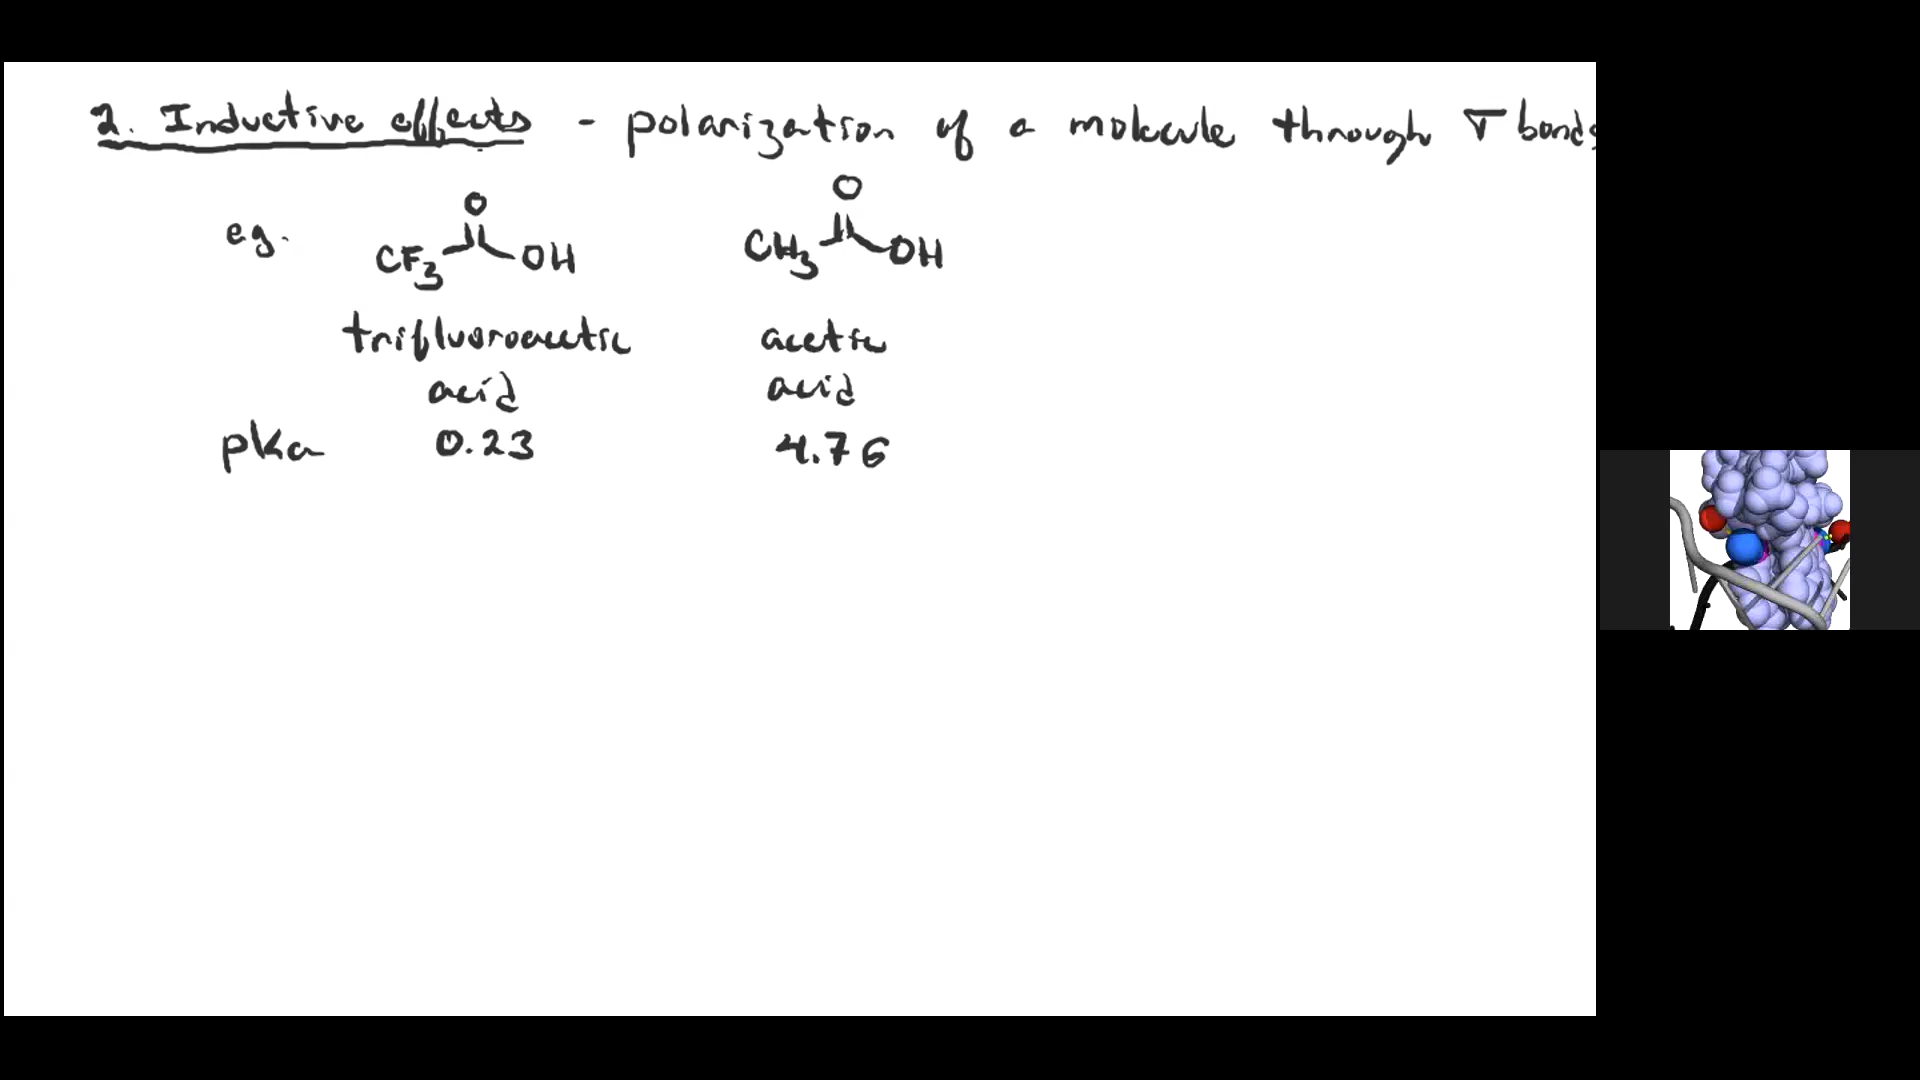 2. Inductive effects - polarization of a molecule through σ bonds
e.g.
O
CF3 OH
O
CH3 OH
trifluoroacetic acetic
acid acid
pKa 0.23 4.76